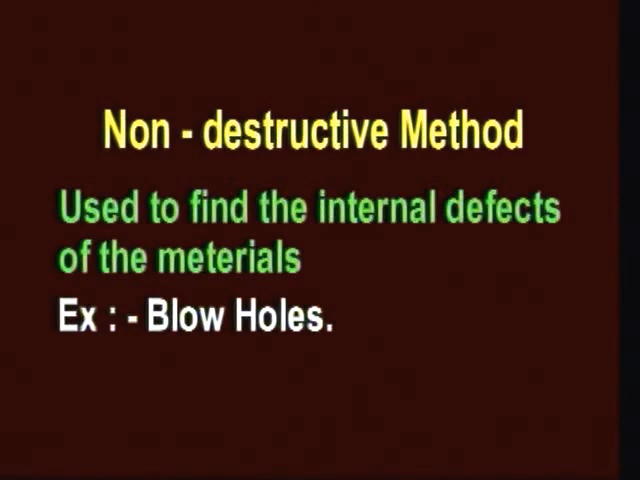 Non - destructive Method
Used to find the internal defects
of the meterials
Ex : - Blow Holes.